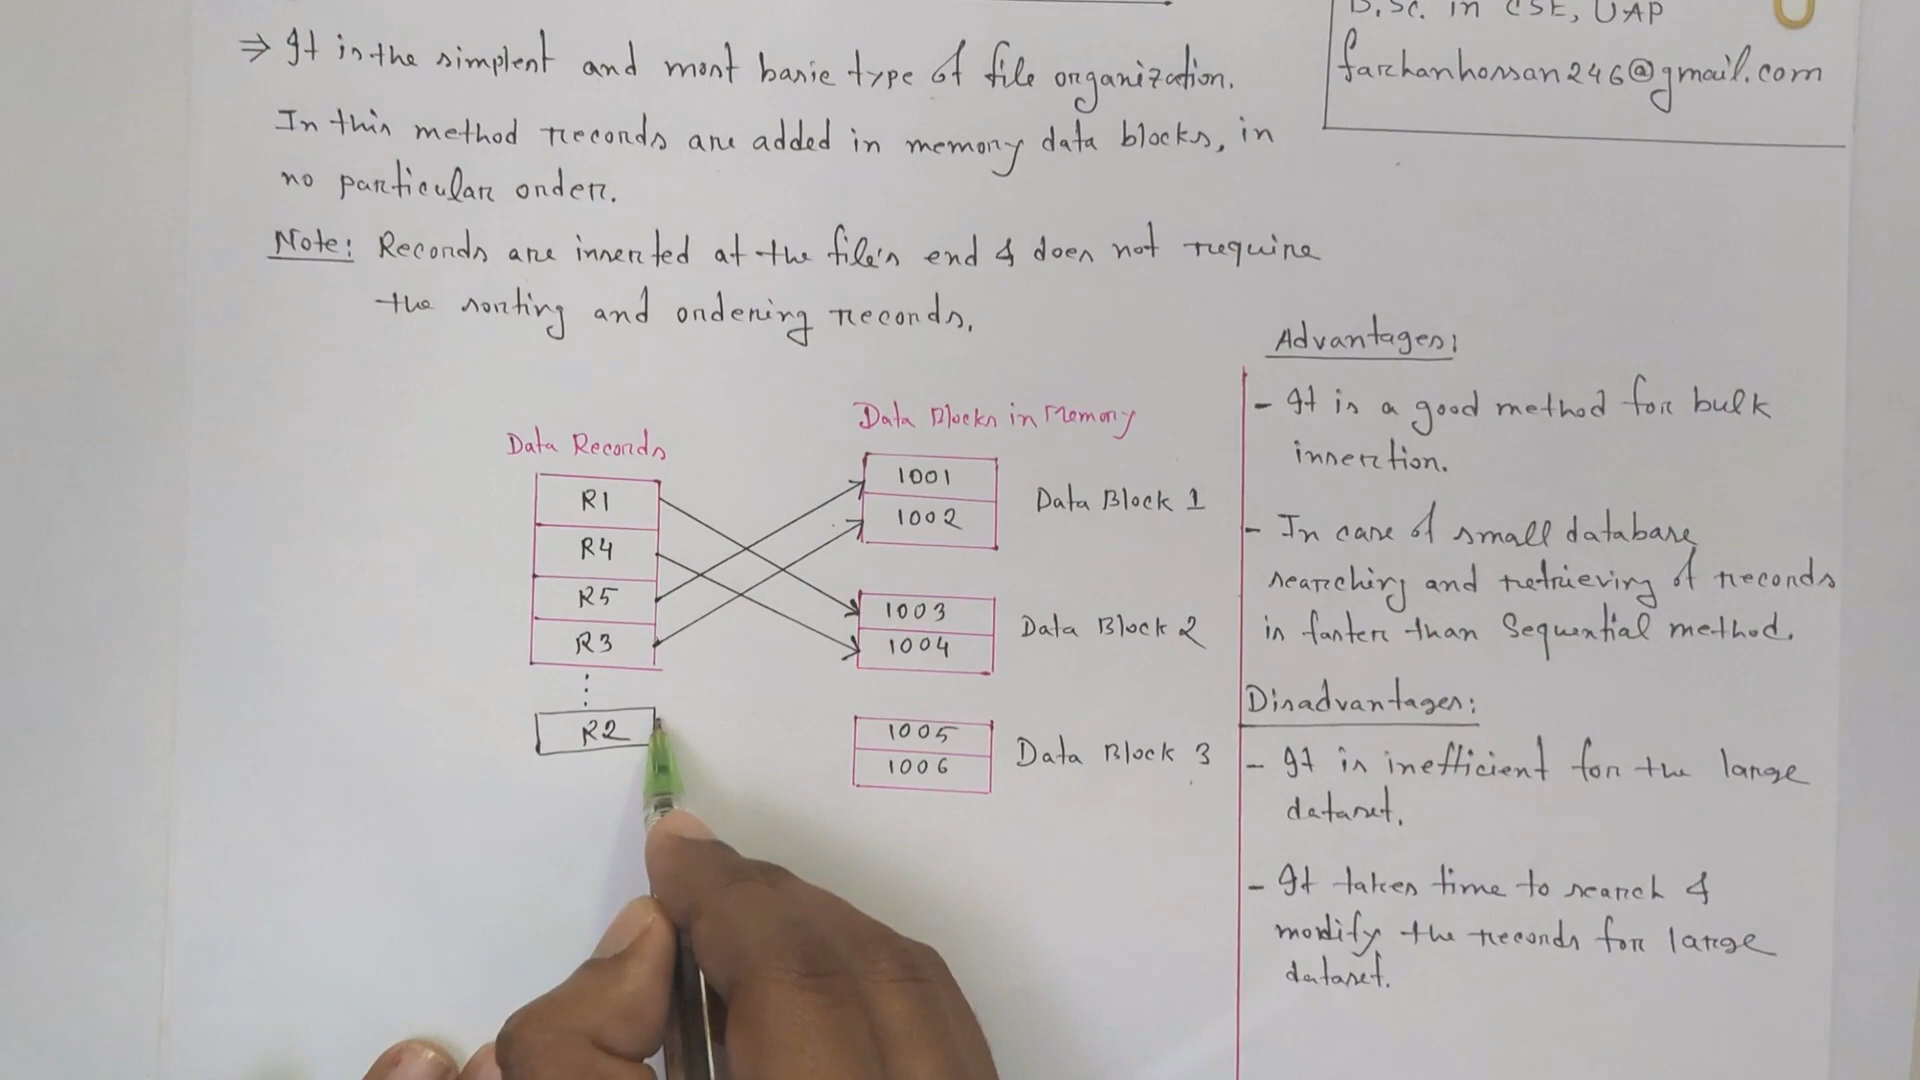 B.Sc. in CSE, UAP
farhanhossan246@gmail.com
⇒ It is the simplest and most basic type of file organization.
In this method records are added in memory data blocks, in
no particular order.
Note: Records are inserted at the file's end & does not require
the sorting and ordering records.
Data Records
R1
R4
R5
R3
⋮
R2
Data Blocks in Memory
1001
1002
Data Block 1
1003
1004
Data Block 2
1005
1006
Data Block 3
Advantages:
- It is a good method for bulk
insertion.
- In case of small database,
searching and retrieving of records
is faster than Sequential method.
Disadvantages:
- It is inefficient for the large
dataset.
- It takes time to search &
modify the records for large
dataset.